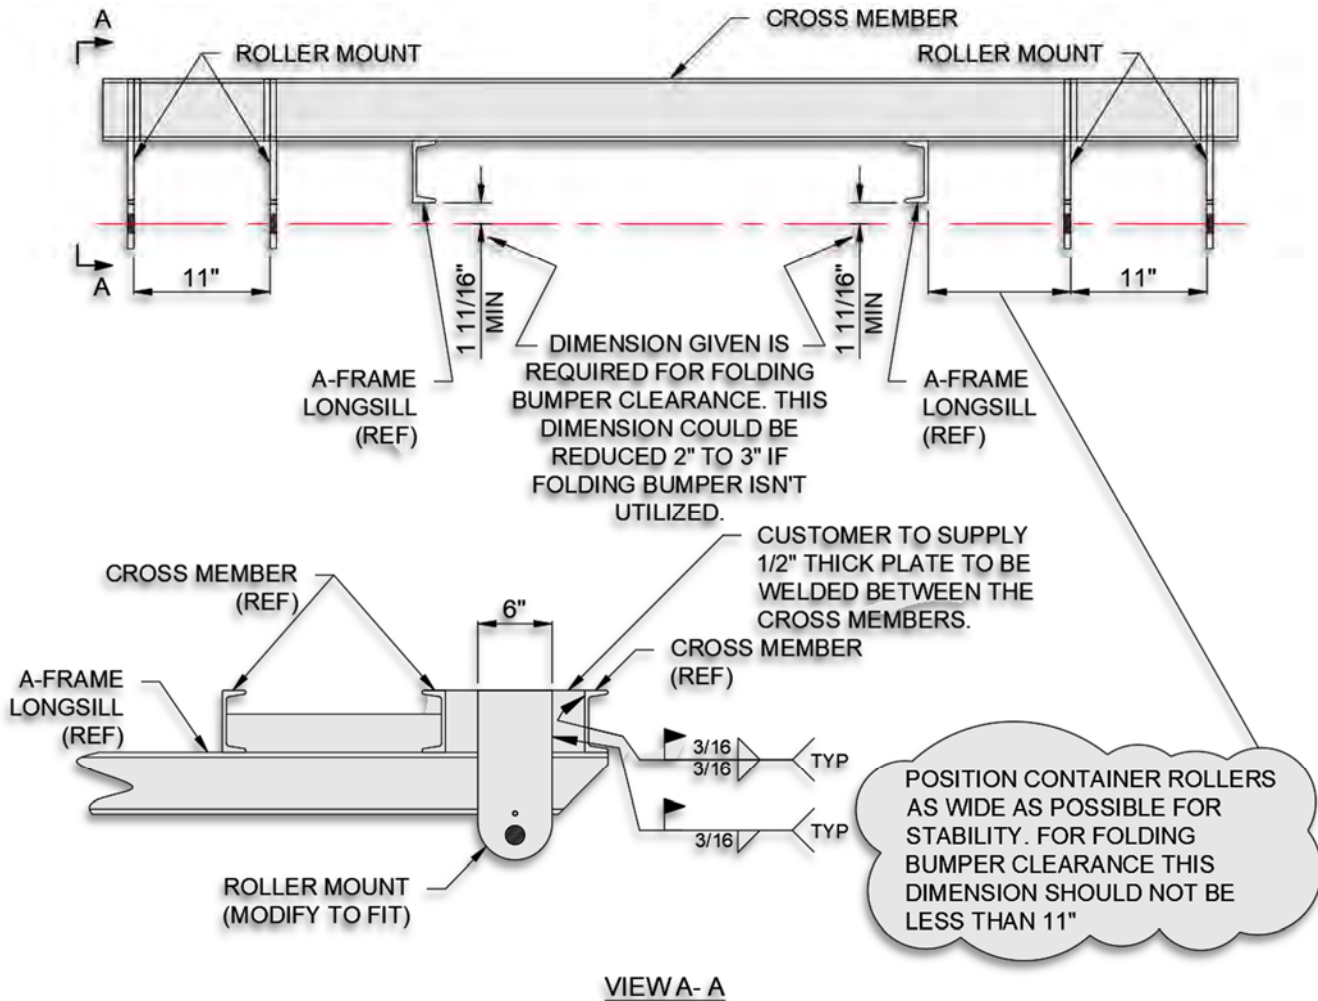 A
CROSS MEMBER
ROLLER MOUNT
ROLLER MOUNT
A
11"
1 11/16"
MIN
1 11/16"
MIN
11"
DIMENSION GIVEN IS
REQUIRED FOR FOLDING
BUMPER CLEARANCE. THIS
DIMENSION COULD BE
REDUCED 2" TO 3" IF
FOLDING BUMPER ISN'T
UTILIZED.
A-FRAME
LONGSILL
(REF)
A-FRAME
LONGSILL
(REF)
CUSTOMER TO SUPPLY
1/2" THICK PLATE TO BE
WELDED BETWEEN THE
CROSS MEMBERS.
CROSS MEMBER
(REF)
6"
CROSS MEMBER
(REF)
A-FRAME
LONGSILL
(REF)
3/16
3/16
TYP
3/16
TYP
POSITION CONTAINER ROLLERS
AS WIDE AS POSSIBLE FOR
STABILITY. FOR FOLDING
BUMPER CLEARANCE THIS
DIMENSION SHOULD NOT BE
LESS THAN 11"
ROLLER MOUNT
(MODIFY TO FIT)
VIEW A- A